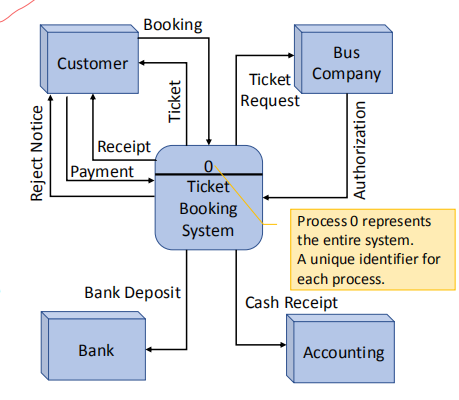 Booking
Customer
Bus
Company
Ticket
Request
Ticket
Reject Notice
Receipt
Payment
Authorization
0
Ticket
Booking
System
Process 0 represents
the entire system.
A unique identifier for
each process.
Bank Deposit
Cash Receipt
Bank
Accounting